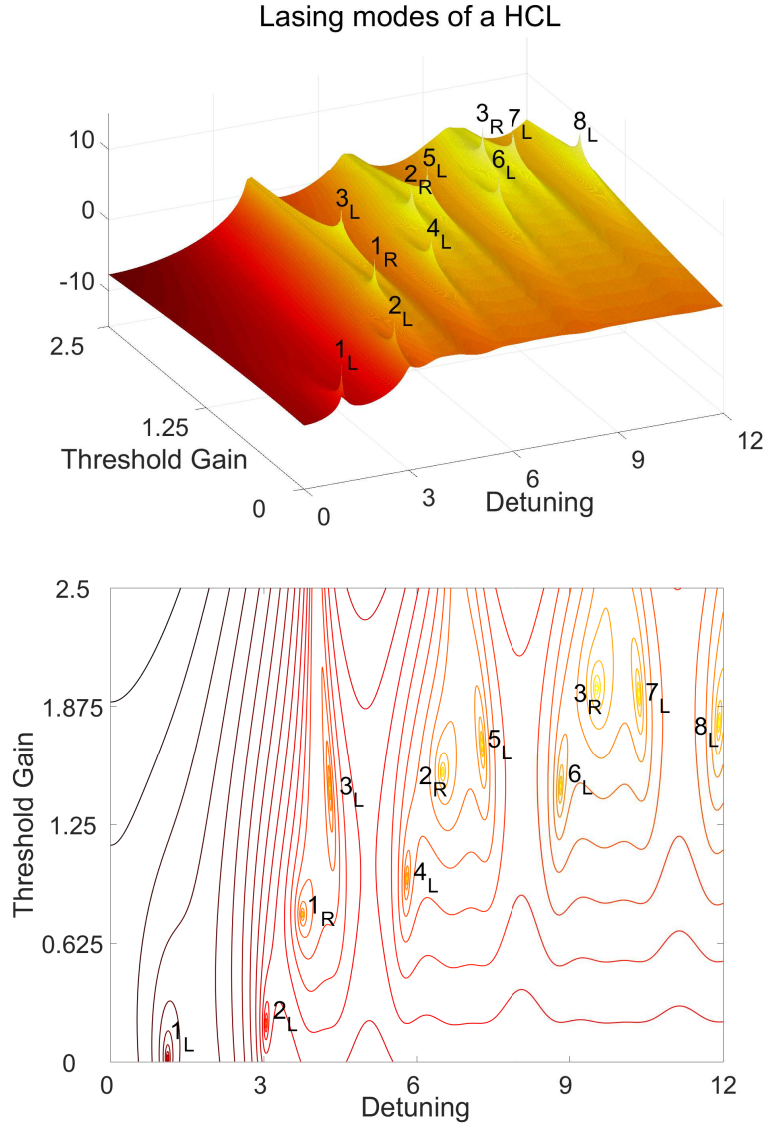 Lasing modes of a HCL
10
0
-10
2.5
1.25
0
Threshold Gain
0
3
6
9
12
Detuning
1L
2L
1R
3L
4L
2R
5L
6L
3R
7L
8L
2.5
1.875
1.25
0.625
0
Threshold Gain
3R
7L
8L
5L
2R
6L
3L
4L
1R
2L
1L
0
3
6
9
12
Detuning